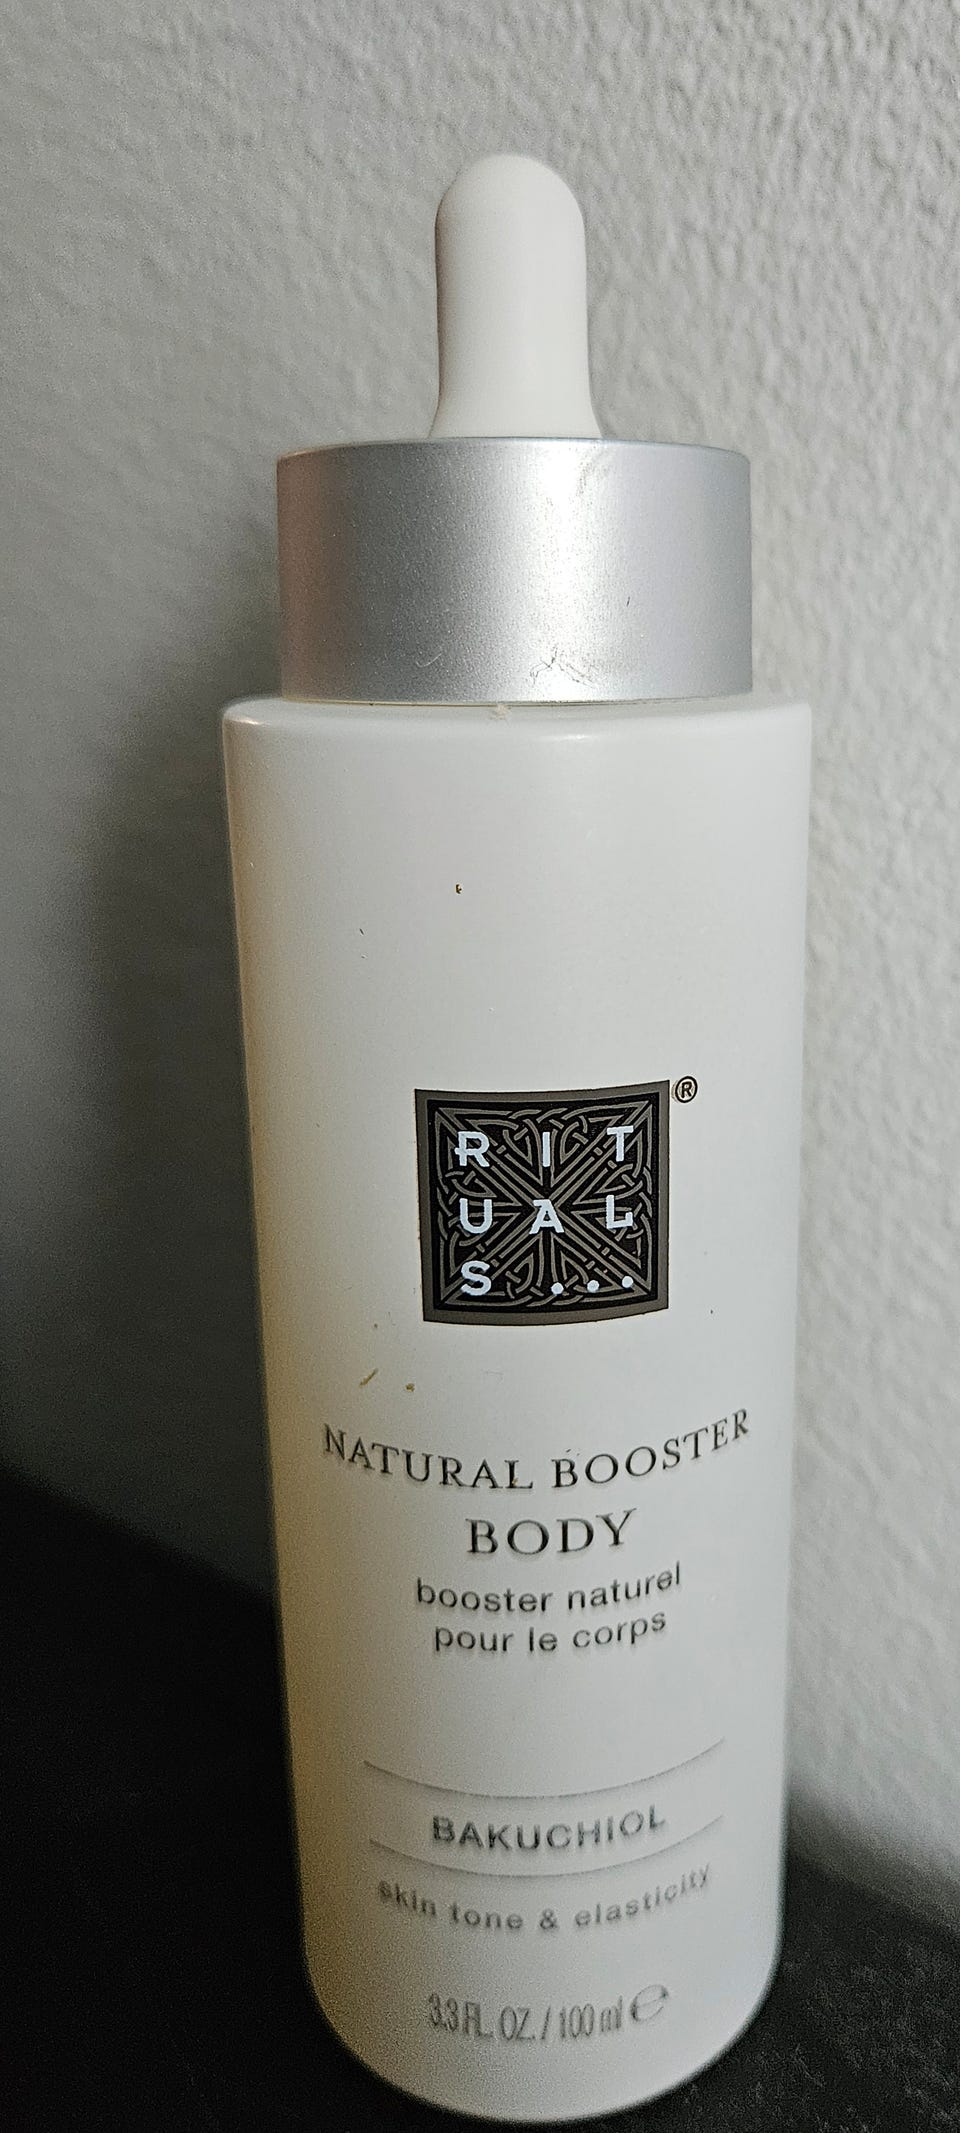 RIT
UAL
S... ®
NATURAL BOOSTER
BODY
booster naturel
pour le corps
BAKUCHIOL
skin tone & elasticity
3.3 FL. OZ. / 100 ml ℮